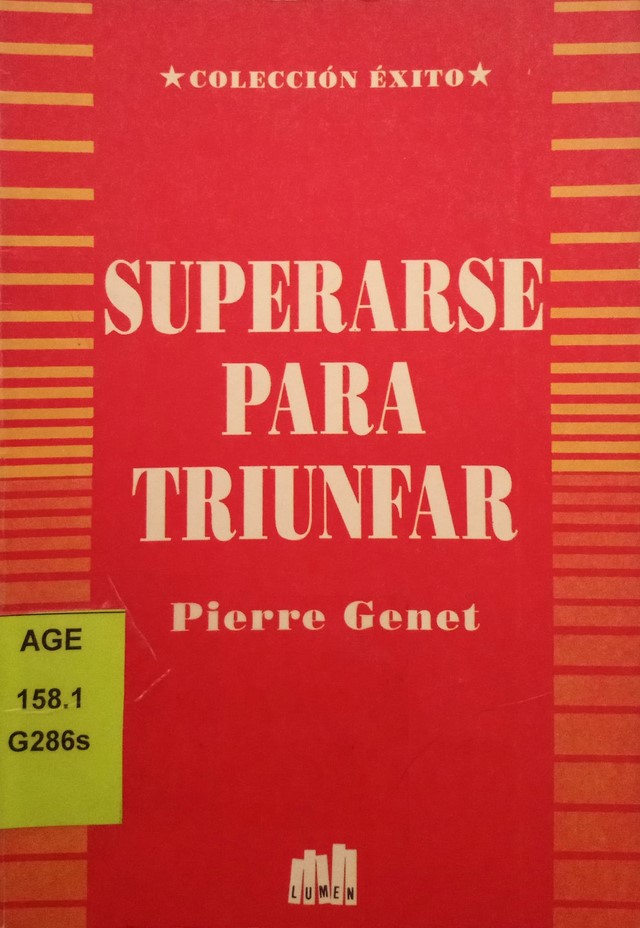 ★COLECCIÓN ÉXITO★
SUPERARSE
PARA
TRIUNFAR
Pierre Genet
AGE
158.1
G286s
LUMEN